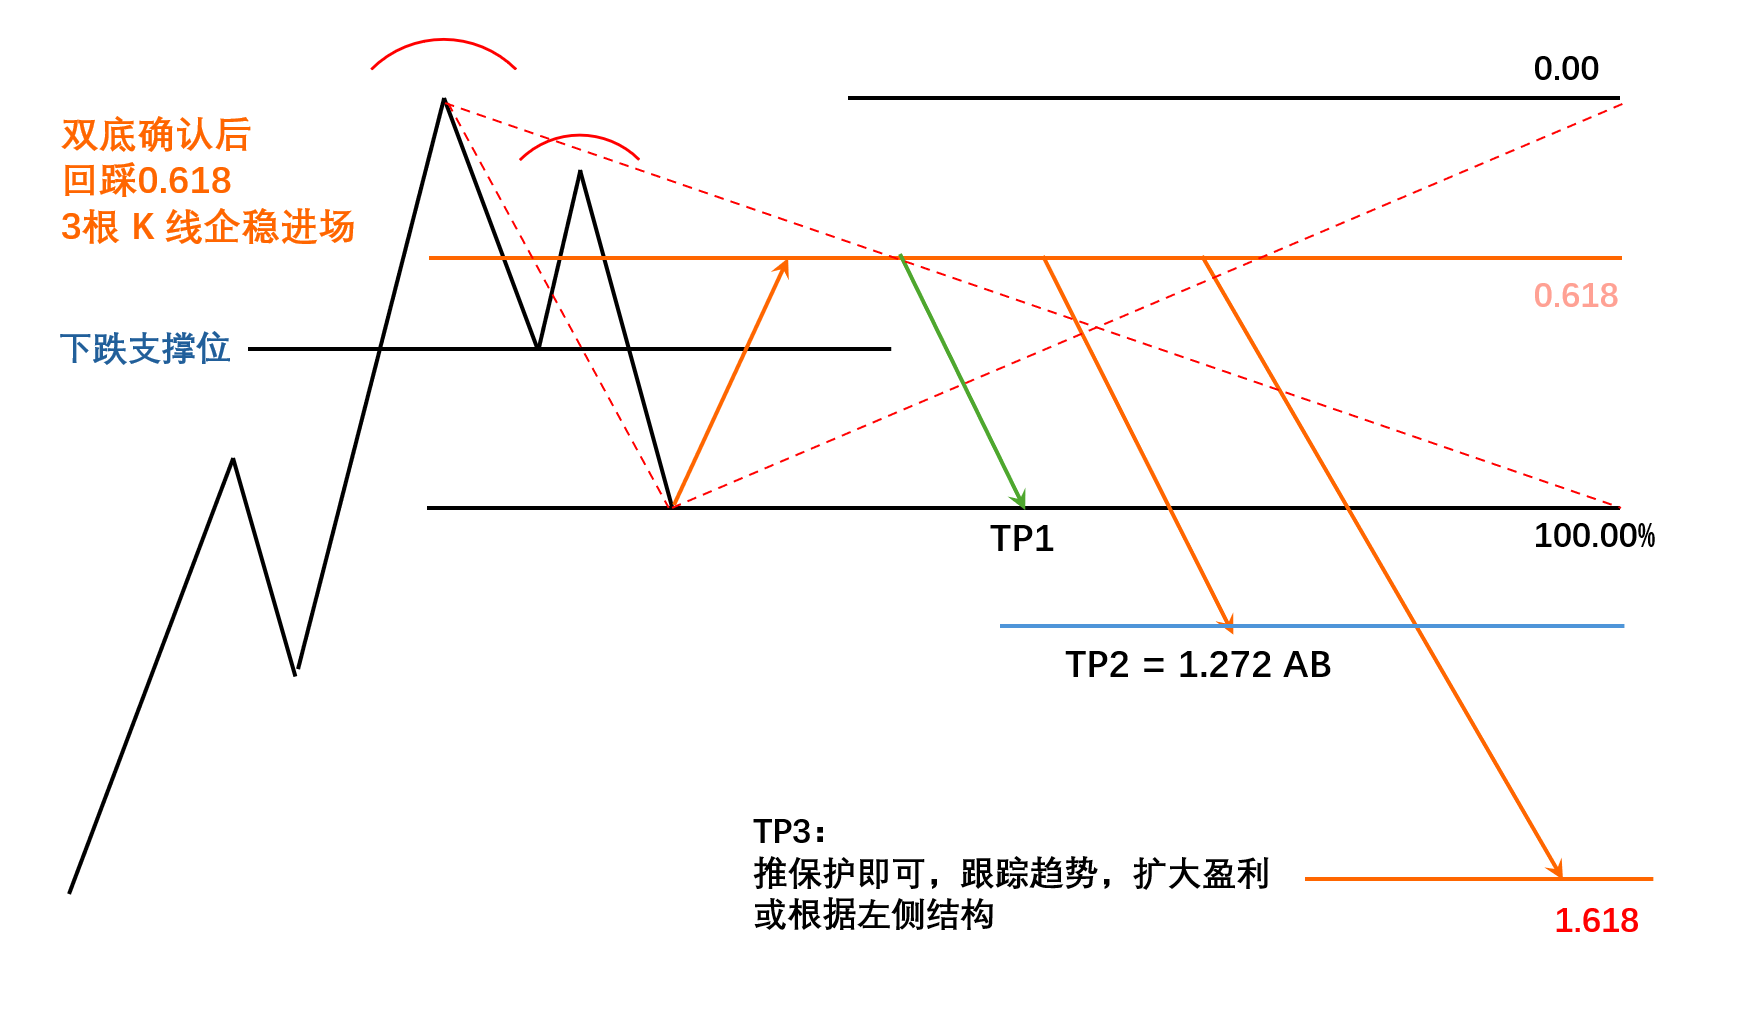 0.00
双底确认后
回踩0.618
3根 K 线企稳进场
0.618
下跌支撑位
TP1
100.00%
TP2 = 1.272 AB
TP3：
推保护即可，跟踪趋势，扩大盈利
或根据左侧结构
1.618